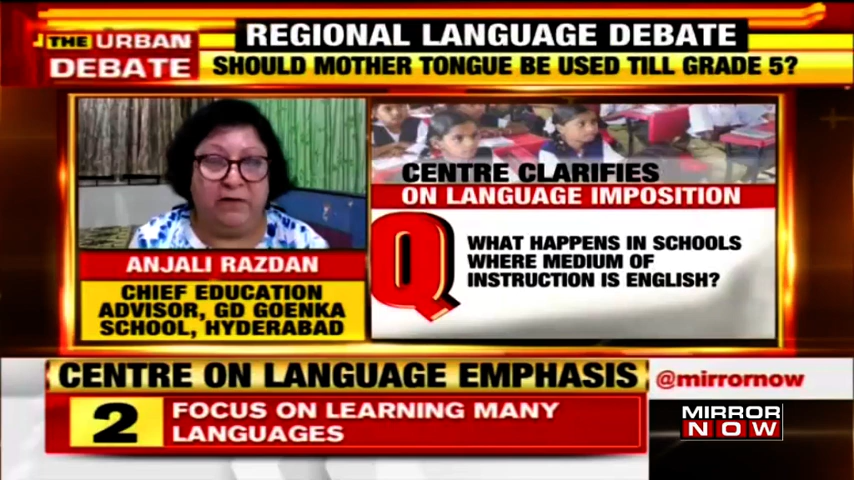 THE URBAN
DEBATE
REGIONAL LANGUAGE DEBATE
SHOULD MOTHER TONGUE BE USED TILL GRADE 5?
ANJALI RAZDAN
CHIEF EDUCATION
ADVISOR, GD GOENKA
SCHOOL, HYDERABAD
CENTRE CLARIFIES
ON LANGUAGE IMPOSITION
Q
WHAT HAPPENS IN SCHOOLS
WHERE MEDIUM OF
INSTRUCTION IS ENGLISH?
CENTRE ON LANGUAGE EMPHASIS
@mirrornow
2
FOCUS ON LEARNING MANY
LANGUAGES
MIRROR
NOW